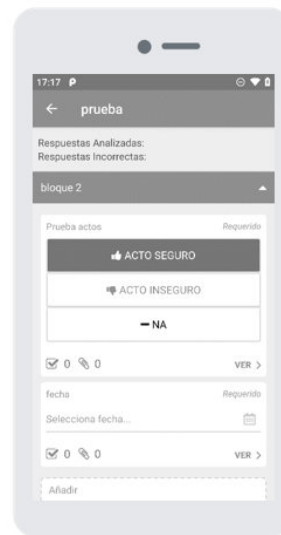 17:17
prueba
Respuestas Analizadas:
Respuestas Incorrectas:
bloque 2
Prueba actos
Requerido
ACTO SEGURO
ACTO INSEGURO
NA
0 0
VER >
fecha
Requerido
Selecciona fecha...
0 0
VER >
Añadir